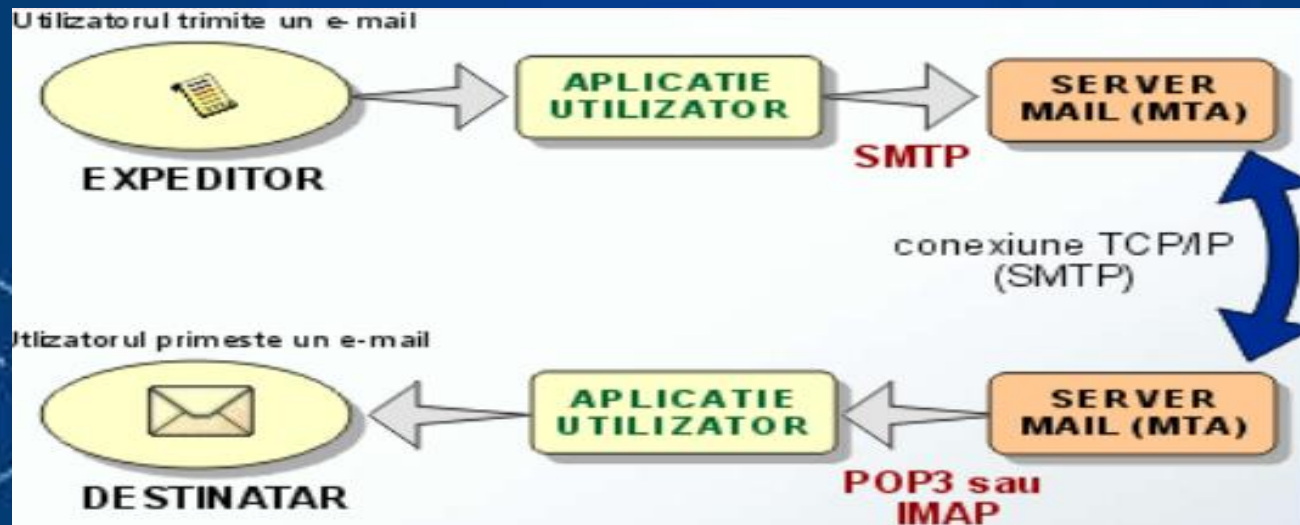 Utilizatorul trimite un e-mail
APLICATIE
UTILIZATOR
SERVER
MAIL (MTA)
SMTP
EXPEDITOR
conexiune TCP/IP
(SMTP)
Utlizatorul primeste un e-mail
APLICATIE
UTILIZATOR
SERVER
MAIL (MTA)
POP3 sau
IMAP
DESTINATAR